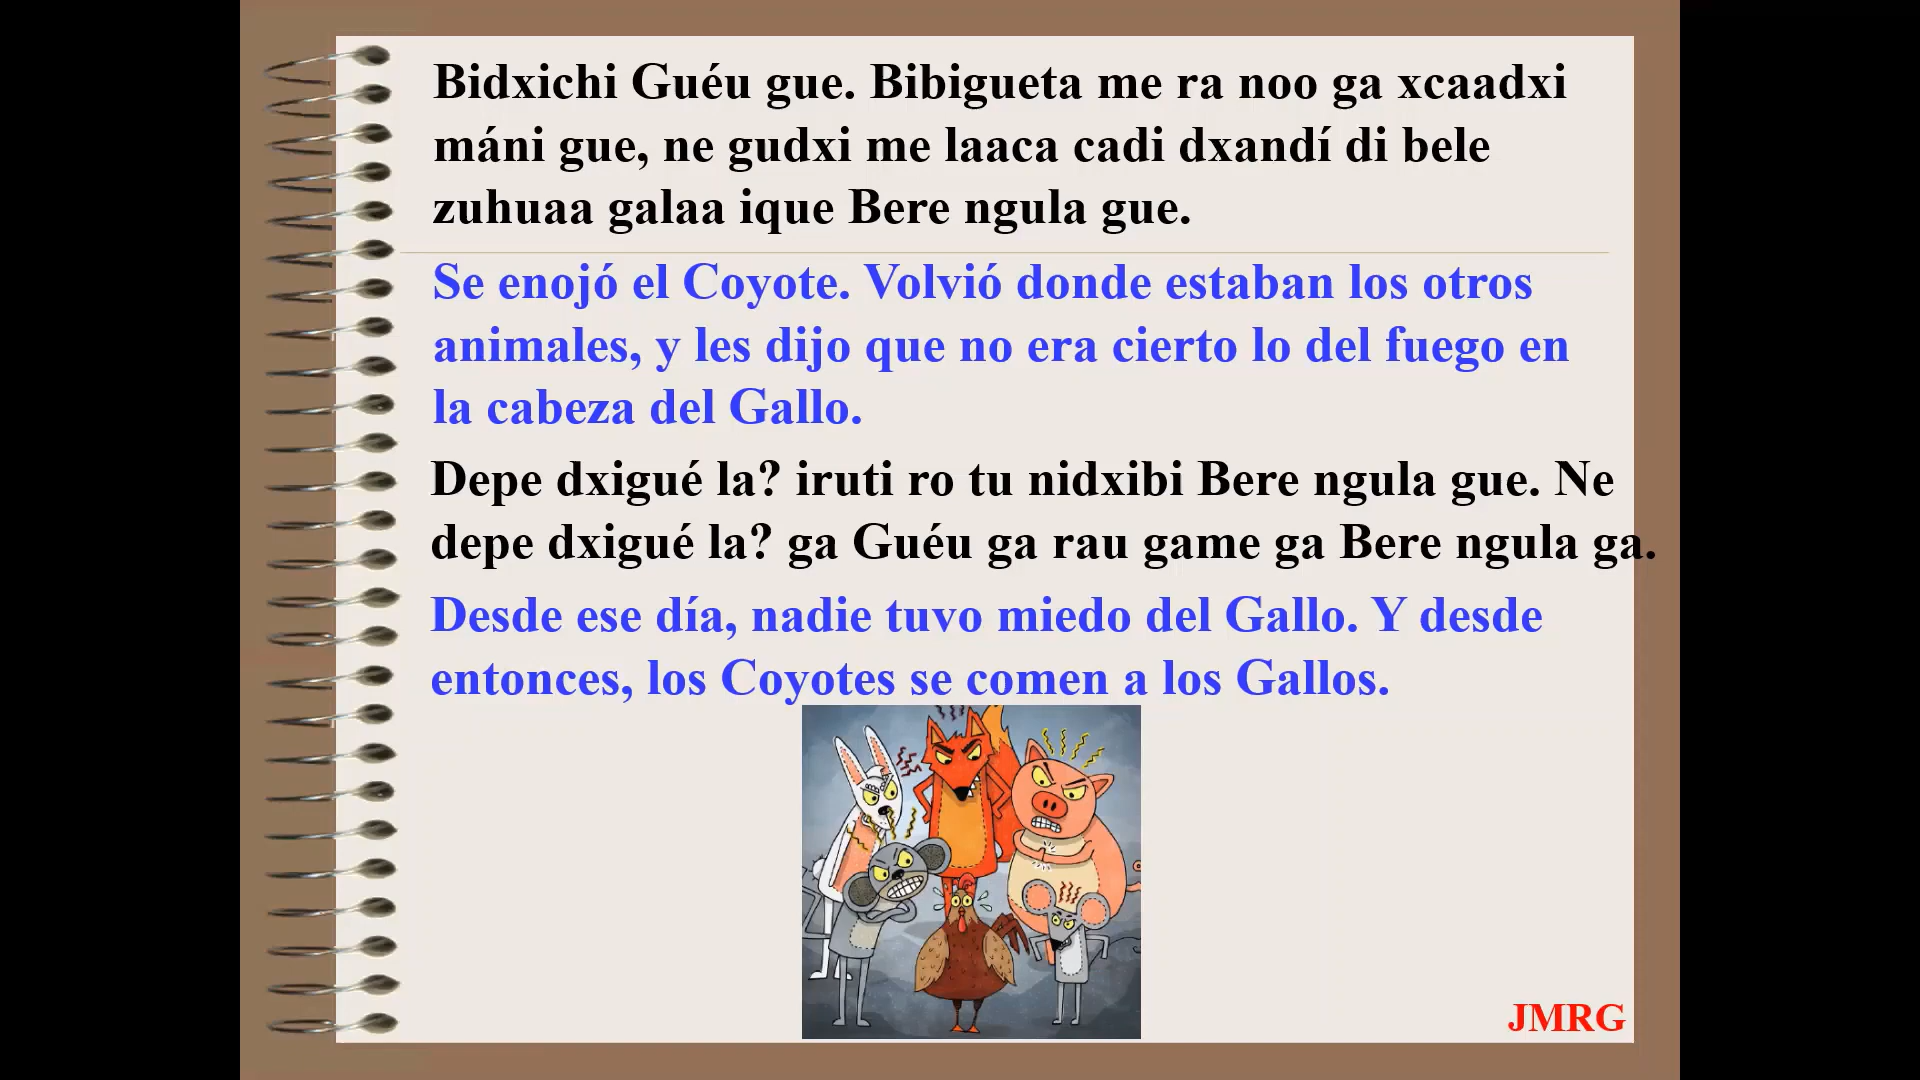 Bidxichi Guéu gue. Bibigueta me ra noo ga xcaadxi
máni gue, ne gudxi me laaca cadi dxandí di bele
zuhuaa galaa ique Bere ngula gue.
Se enojó el Coyote. Volvió donde estaban los otros
animales, y les dijo que no era cierto lo del fuego en
la cabeza del Gallo.
Depe dxigué la? iruti ro tu nidxibi Bere ngula gue. Ne
depe dxigué la? ga Guéu ga rau game ga Bere ngula ga.
Desde ese día, nadie tuvo miedo del Gallo. Y desde
entonces, los Coyotes se comen a los Gallos.
JMRG